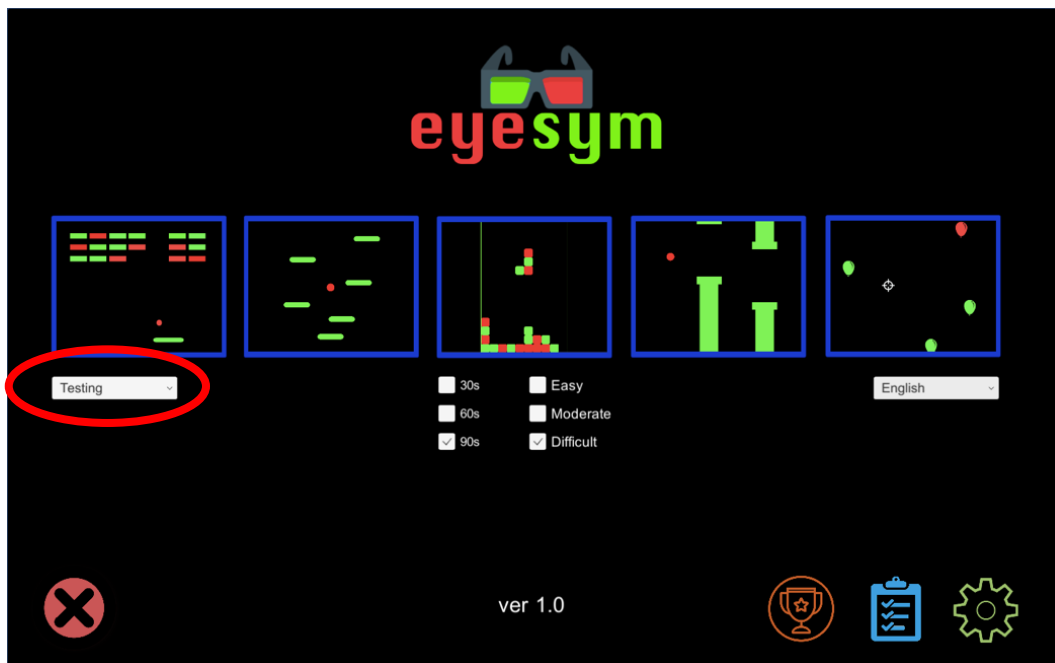 eyesym
Testing
30s
Easy
English
60s
Moderate
90s
Difficult
ver 1.0